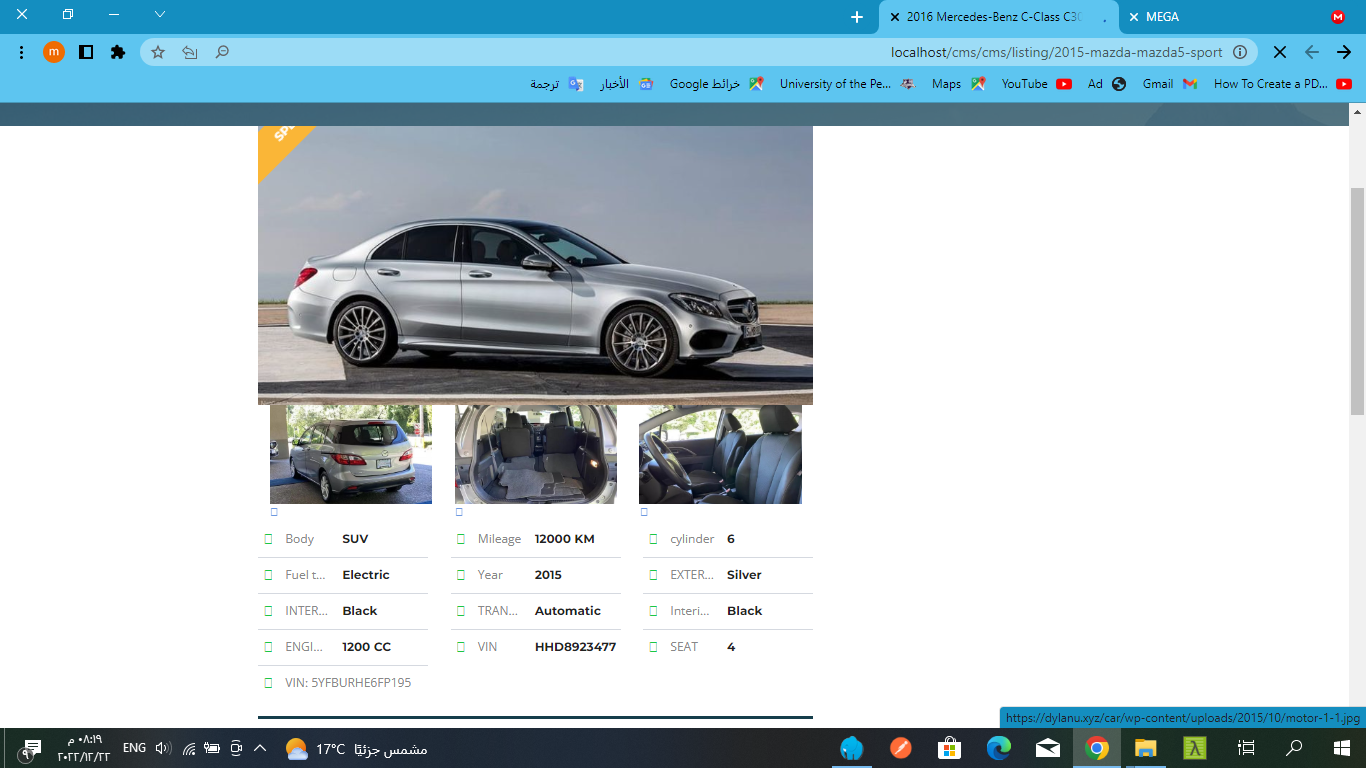 2016 Mercedes-Benz C-Class C30
MEGA
m
localhost/cms/cms/listing/2015-mazda-mazda5-sport
ترجمة
الأخبار
خرائط Google
University of the Pe...
Maps
YouTube
Ad
Gmail
How To Create a PD...
SPE
Body SUV
Mileage 12000 KM
cylinder 6
Fuel t... Electric
Year 2015
EXTER... Silver
INTER... Black
TRAN... Automatic
Interi... Black
ENGI... 1200 CC
VIN HHD8923477
SEAT 4
VIN: 5YFBURHE6FP195
https://dylanu.xyz/car/wp-content/uploads/2015/10/motor-1-1.jpg
٩
٠٨:١٩ م
٢٠٢٢/١٢/٢٢
ENG
17°C مشمس جزئيًا